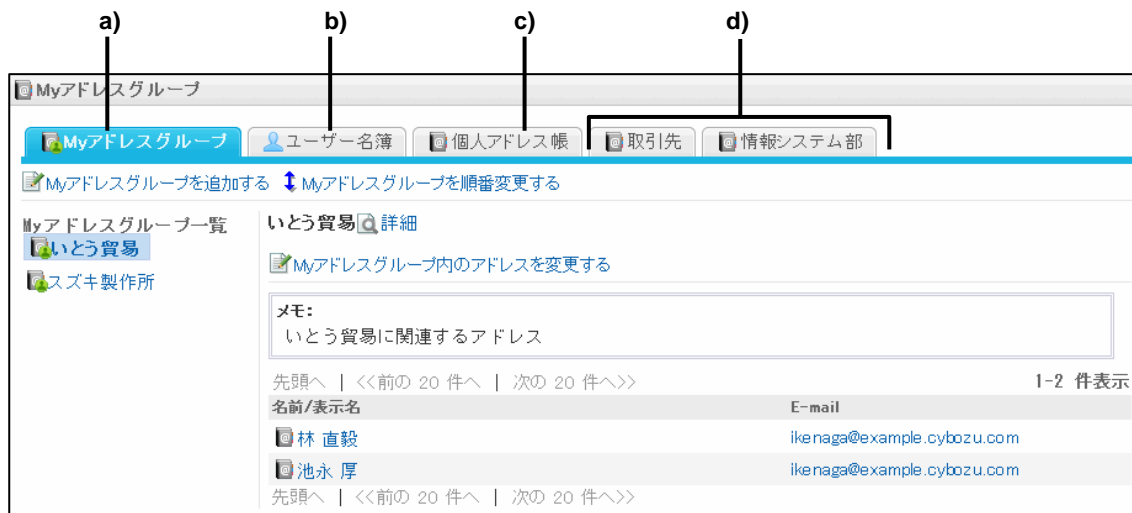 a) b) c) d)
Myアドレスグループ
Myアドレスグループ ユーザー名簿 個人アドレス帳 取引先 情報システム部
Myアドレスグループを追加する Myアドレスグループを順番変更する
Myアドレスグループ一覧 いとう貿易 詳細
いとう貿易
Myアドレスグループ内のアドレスを変更する
スズキ製作所
メモ:
いとう貿易に関連するアドレス
先頭へ | <<前の 20 件へ | 次の 20 件へ>> 1-2 件表示
名前/表示名 E-mail
林 直毅 ikenaga@example.cybozu.com
池永 厚 ikenaga@example.cybozu.com
先頭へ | <<前の 20 件へ | 次の 20 件へ>>